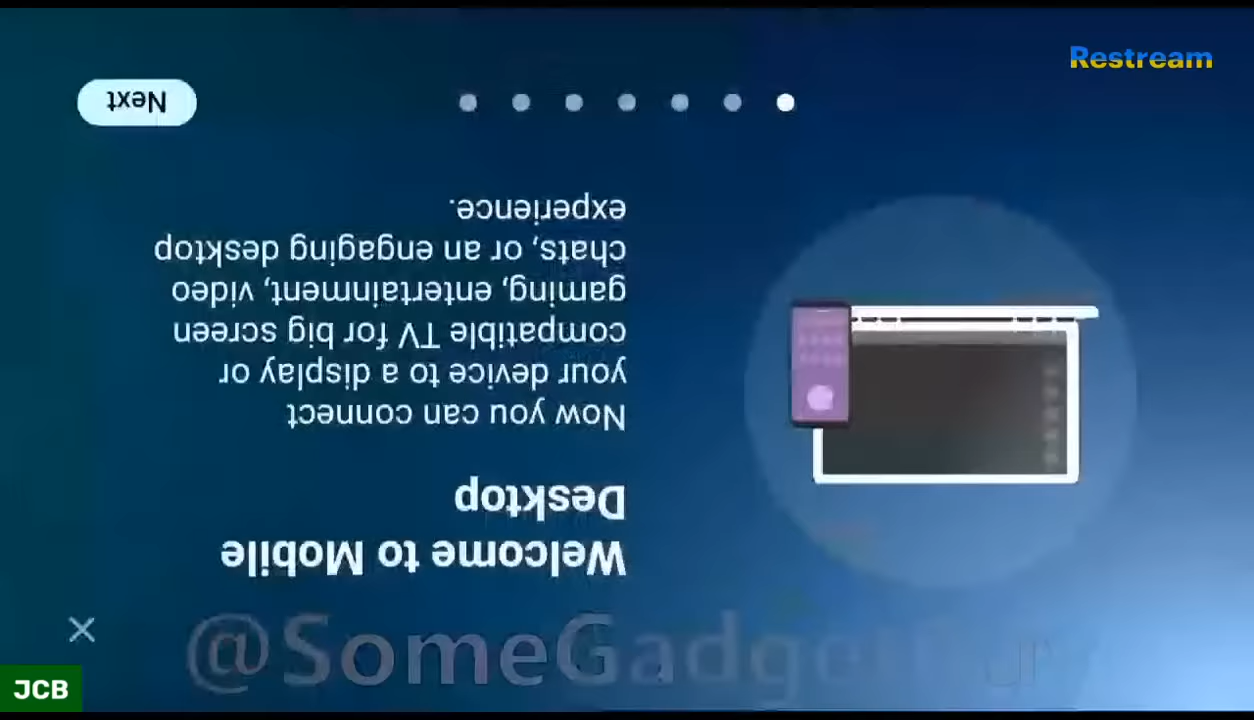 Restream
Welcome to Mobile
Desktop
Now you can connect
your device to a display or
compatible TV for big screen
gaming, entertainment, video
chats, or an engaging desktop
experience.
Next
JCB